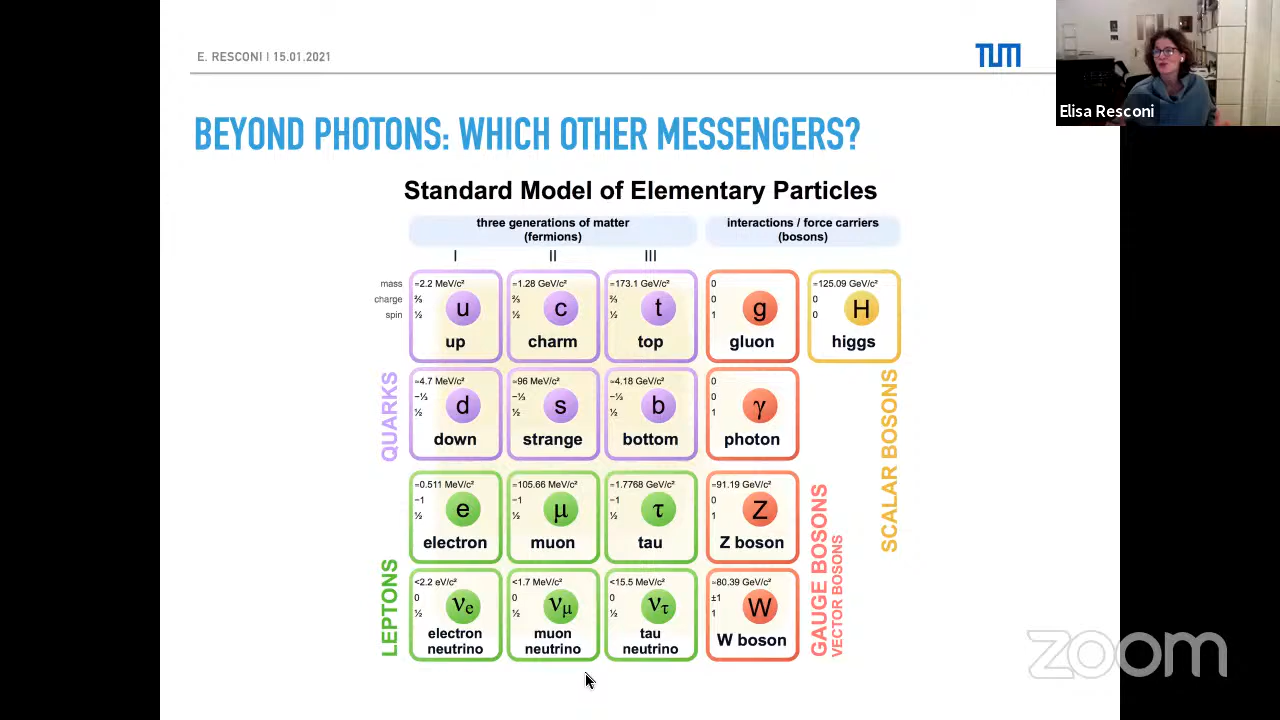 E. RESCONI | 15.01.2021
TUM
Elisa Resconi
BEYOND PHOTONS: WHICH OTHER MESSENGERS?
Standard Model of Elementary Particles
three generations of matter
(fermions)
interactions / force carriers
(bosons)
I II III
mass
charge
spin
≈2.2 MeV/c²
⅔
½
u
up
≈1.28 GeV/c²
⅔
½
c
charm
≈173.1 GeV/c²
⅔
½
t
top
0
0
1
g
gluon
≈125.09 GeV/c²
0
0
H
higgs
QUARKS
≈4.7 MeV/c²
−⅓
½
d
down
≈96 MeV/c²
−⅓
½
s
strange
≈4.18 GeV/c²
−⅓
½
b
bottom
0
0
1
γ
photon
SCALAR BOSONS
≈0.511 MeV/c²
−1
½
e
electron
≈105.66 MeV/c²
−1
½
μ
muon
≈1.7768 GeV/c²
−1
½
τ
tau
≈91.19 GeV/c²
0
1
Z
Z boson
LEPTONS
<2.2 eV/c²
0
½
νe
electron
neutrino
<1.7 MeV/c²
0
½
νμ
muon
neutrino
<15.5 MeV/c²
0
½
ντ
tau
neutrino
≈80.39 GeV/c²
±1
1
W
W boson
GAUGE BOSONS
VECTOR BOSONS
zoom